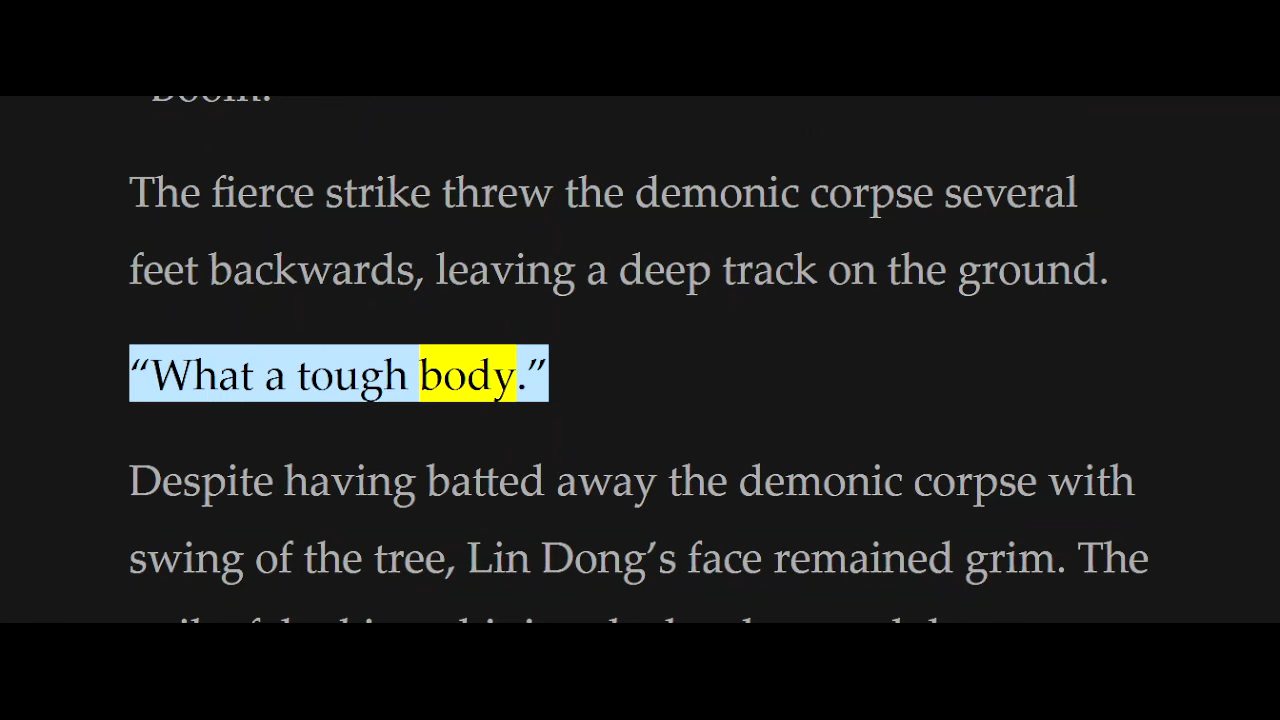 The fierce strike threw the demonic corpse several
feet backwards, leaving a deep track on the ground.
“What a tough body.”
Despite having batted away the demonic corpse with
swing of the tree, Lin Dong’s face remained grim. The